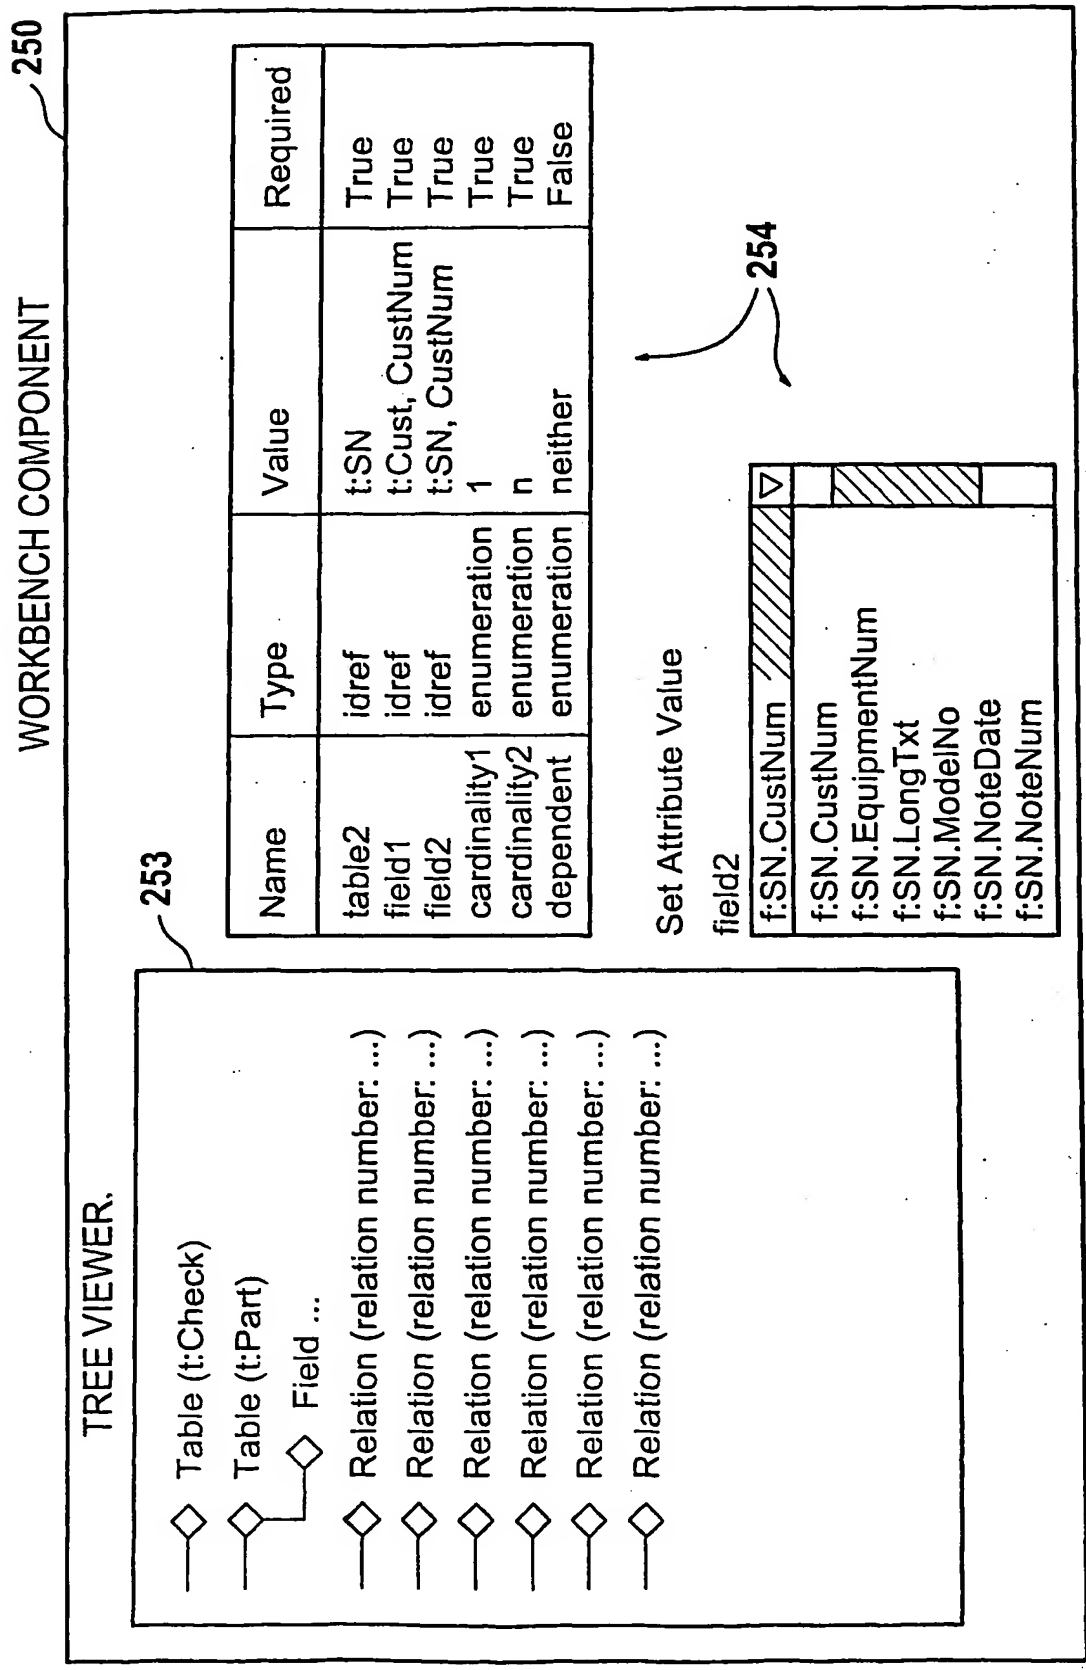 WORKBENCH COMPONENT
250
TREE VIEWER.
253
Table (t:Check)
Table (t:Part)
Field ...
Relation (relation number: ...)
Relation (relation number: ...)
Relation (relation number: ...)
Relation (relation number: ...)
Relation (relation number: ...)
Relation (relation number: ...)
Name Type Value Required
table2 idref t:SN True
field1 idref t:Cust, CustNum True
field2 idref t:SN, CustNum True
cardinality1 enumeration 1 True
cardinality2 enumeration n True
dependent enumeration neither False
254
Set Attribute Value
field2
f:SN.CustNum
f:SN.CustNum
f:SN.EquipmentNum
f:SN.LongTxt
f:SN.ModelNo
f:SN.NoteDate
f:SN.NoteNum